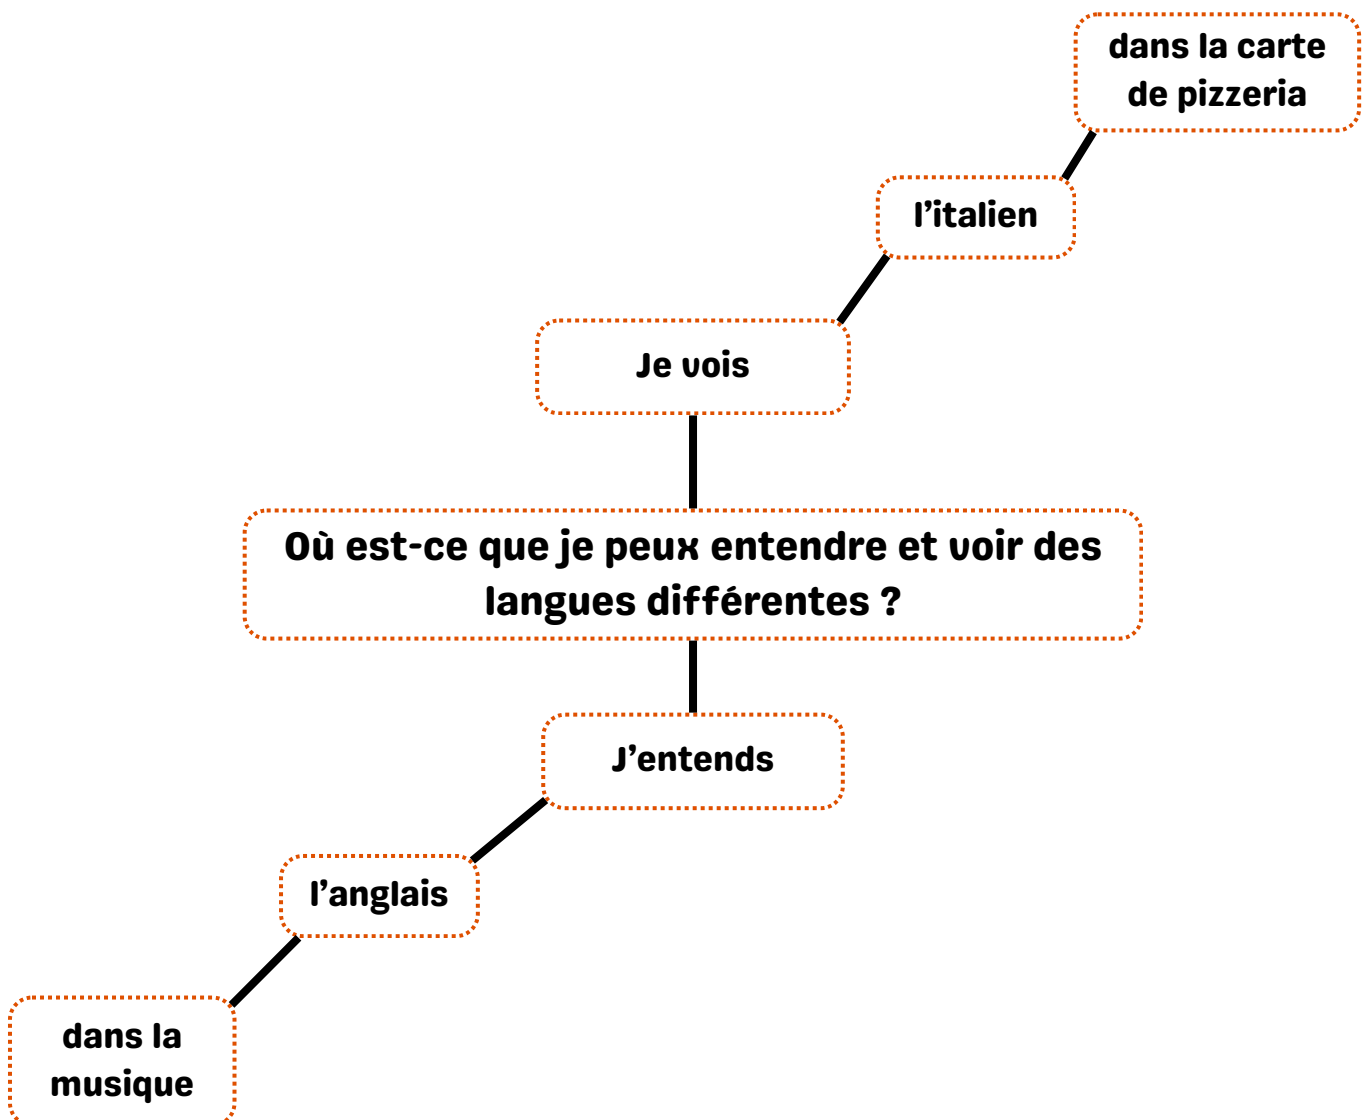 dans la carte
de pizzeria
l’italien
Je vois
Où est-ce que je peux entendre et voir des
langues différentes ?
J’entends
l’anglais
dans la
musique